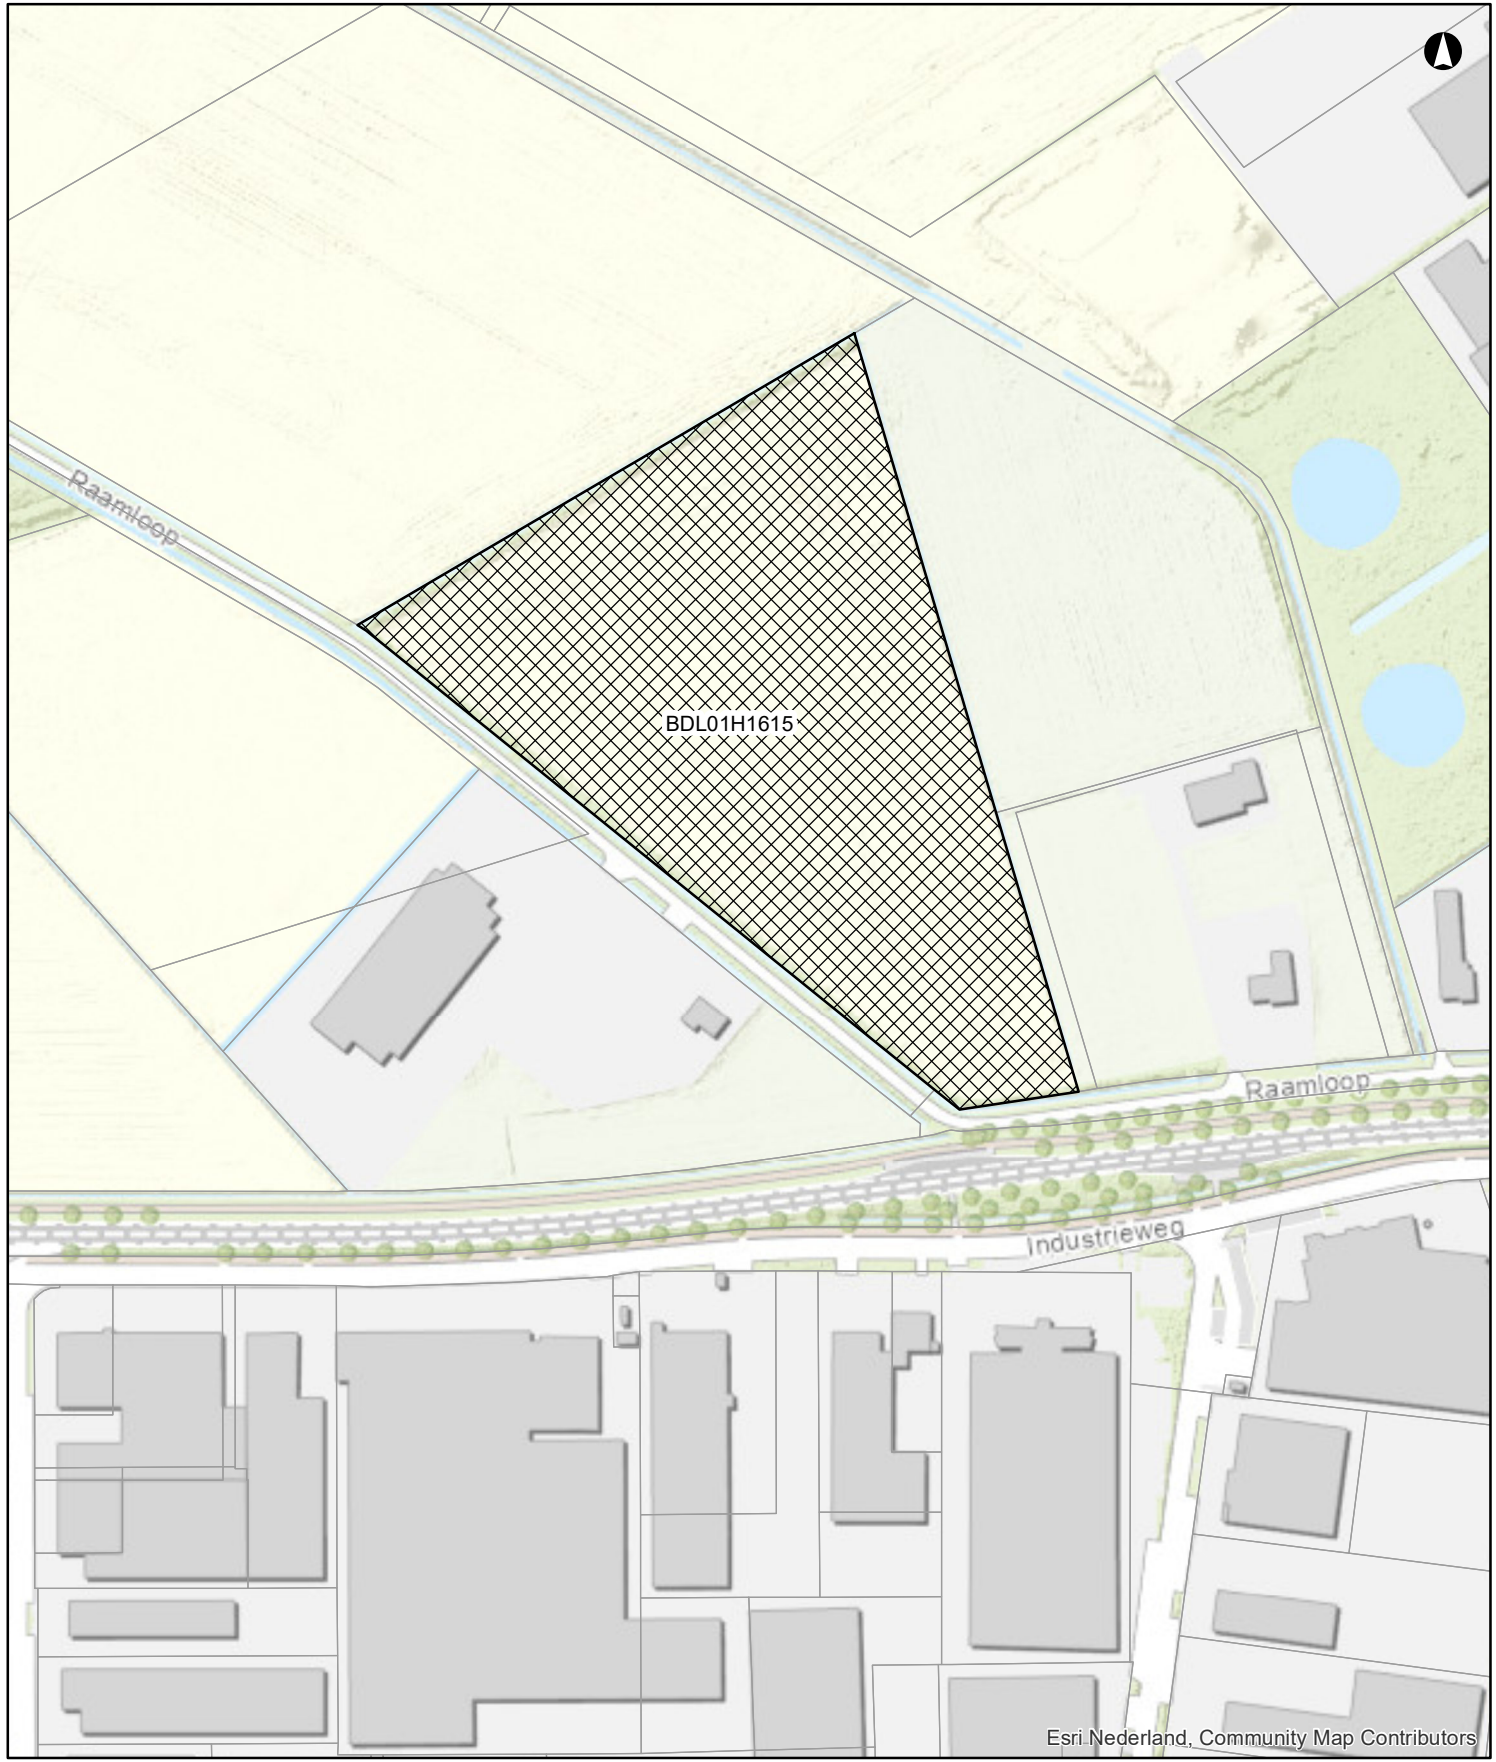 Raamloop
BDL01H1615
Raamloop
Industrieweg
Esri Nederland, Community Map Contributors